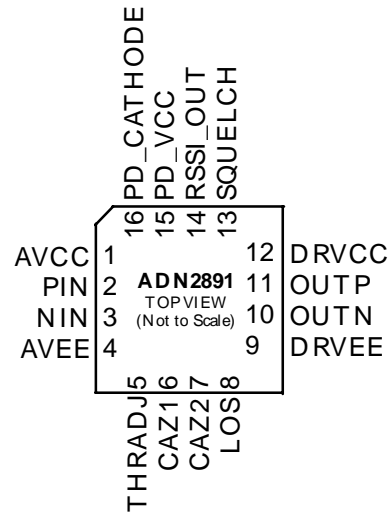 16 PD_CATHODE
15 PD_VCC
14 RSSI_OUT
13 SQUELCH
AVCC 1
PIN 2
NIN 3
AVEE 4
ADN2891
TOP VIEW
(Not to Scale)
12 DRVCC
11 OUTP
10 OUTN
9 DRVEE
THRADJ 5
CAZ1 6
CAZ2 7
LOS 8